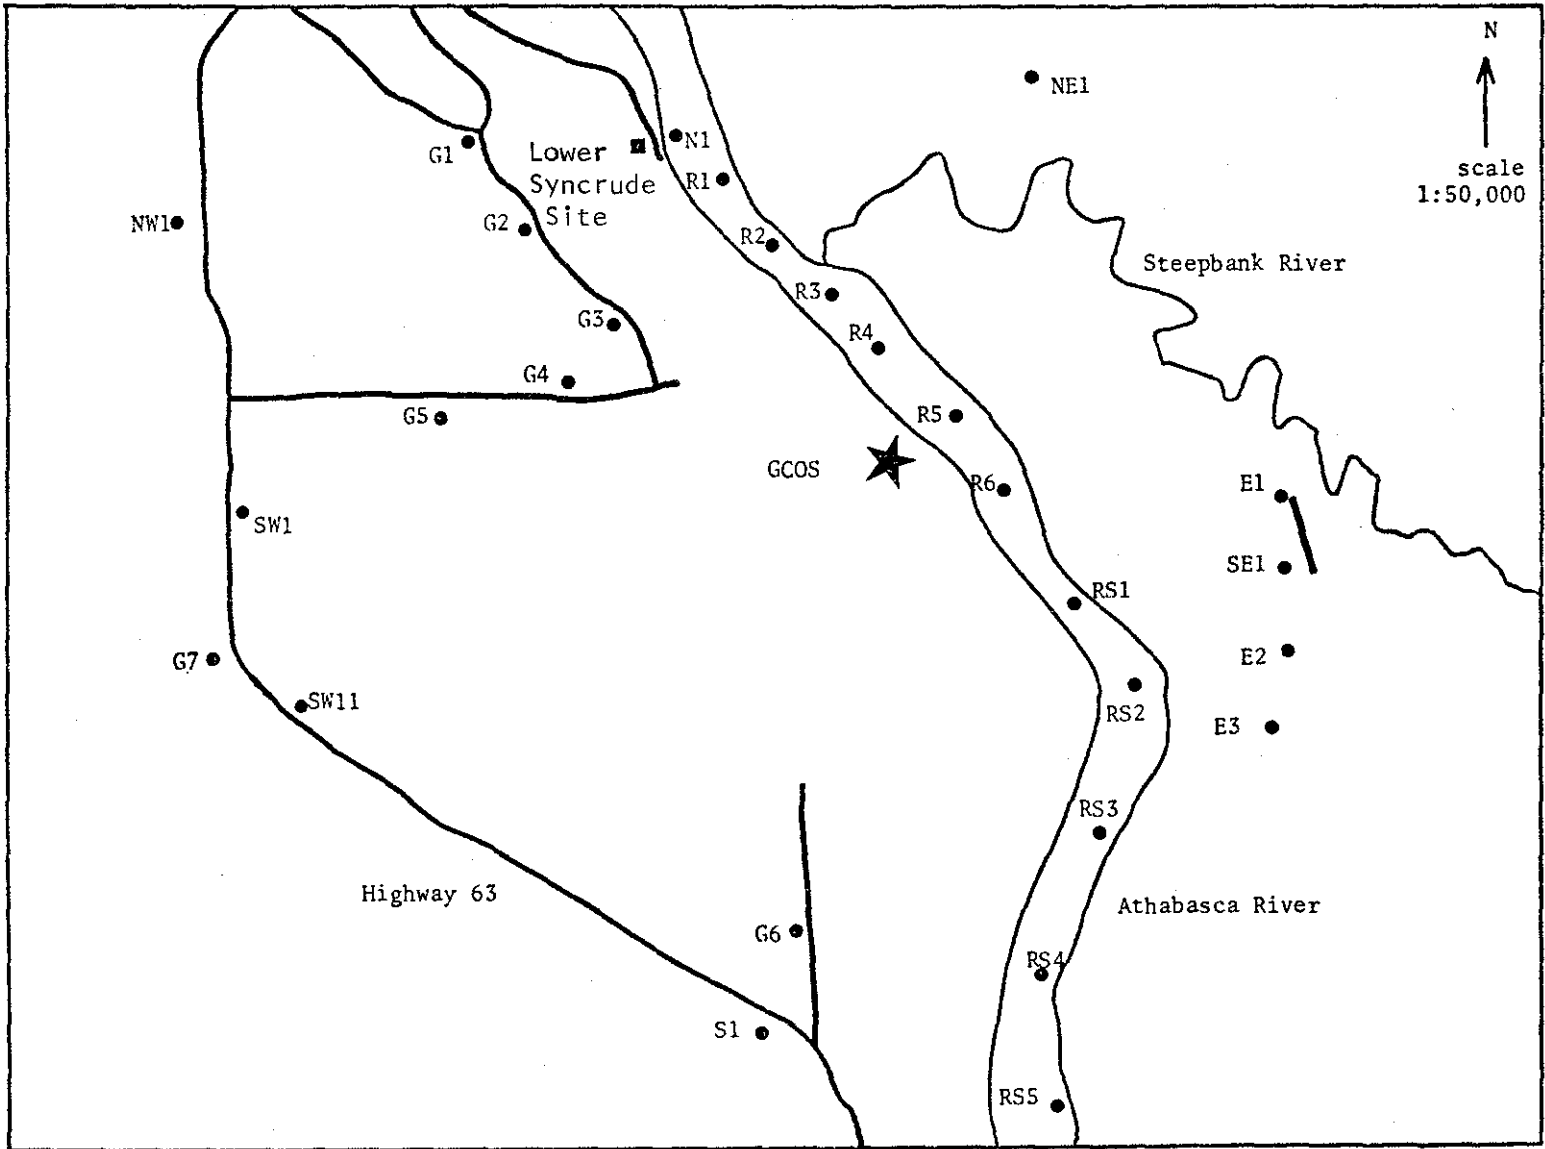 N
NE1
scale
1:50,000
N1
G1
Lower
Syncrude
Site
R1
NW1
G2
R2
Steepbank River
R3
G3
R4
G4
G5
R5
GCOS
R6
E1
SW1
SE1
RS1
G7
E2
SW11
RS2
E3
RS3
Highway 63
Athabasca River
G6
RS4
S1
RS5